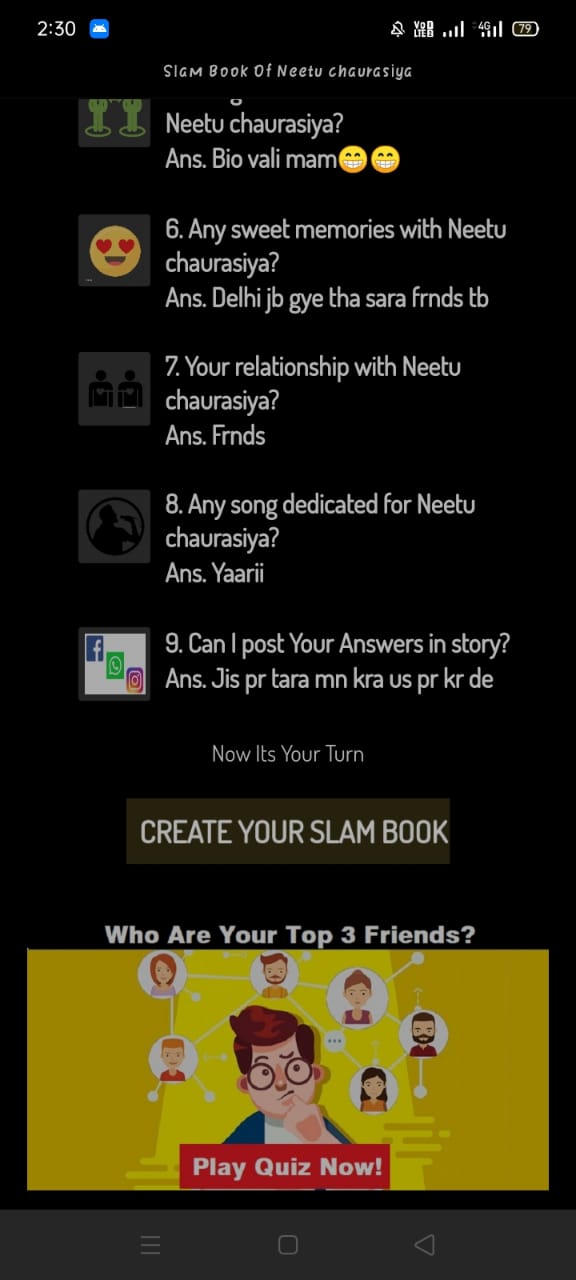 2:30
VoD
LTEB
4G
79
Slam Book Of Neetu chaurasiya
Neetu chaurasiya?
Ans. Bio vali mam😁😁
6. Any sweet memories with Neetu
chaurasiya?
Ans. Delhi jb gye tha sara frnds tb
7. Your relationship with Neetu
chaurasiya?
Ans. Frnds
8. Any song dedicated for Neetu
chaurasiya?
Ans. Yaarii
9. Can I post Your Answers in story?
Ans. Jis pr tara mn kra us pr kr de
Now Its Your Turn
CREATE YOUR SLAM BOOK
Who Are Your Top 3 Friends?
Play Quiz Now!